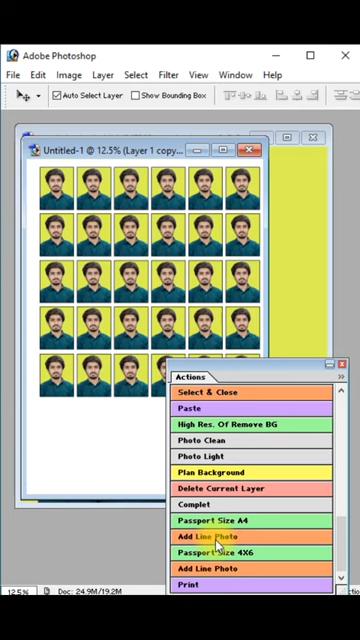 Adobe Photoshop
File Edit Image Layer Select Filter View Window Help
Auto Select Layer Show Bounding Box
Untitled-1 @ 12.5% (Layer 1 copy...
Actions
Select & Close
Paste
High Res. Of Remove BG
Photo Clean
Photo Light
Plan Background
Delete Current Layer
Complet
Passport Size A4
Add Line Photo
Passport Size 4X6
Add Line Photo
Print
12.5% Doc: 24.9M/19.2M